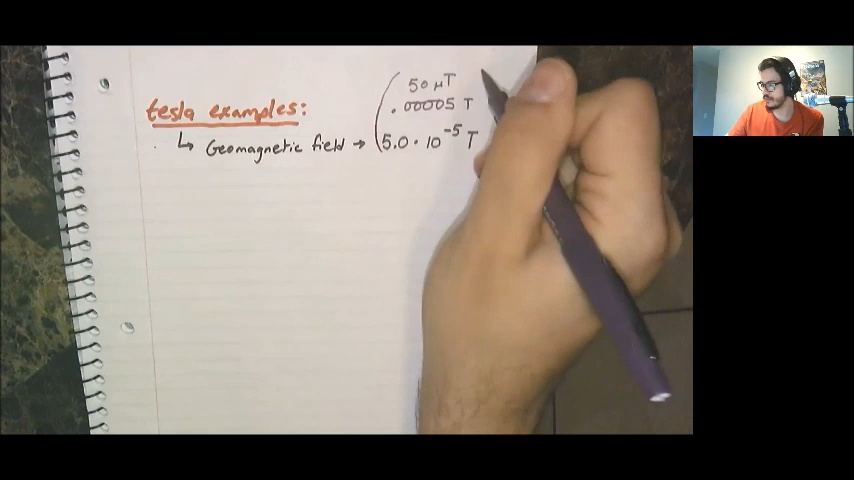 tesla examples:
50 μT
.00005 T
↳ Geomagnetic field → 5.0 · 10⁻⁵ T